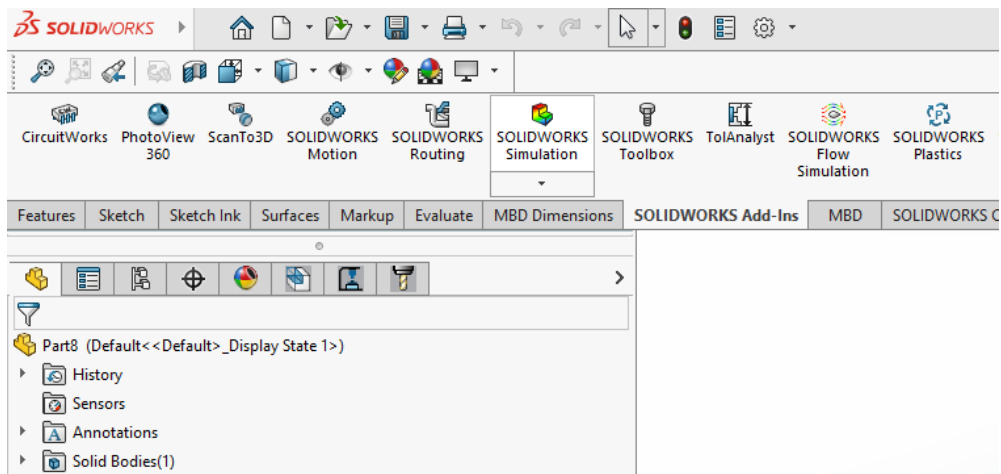 SOLIDWORKS
CircuitWorks
PhotoView 360
ScanTo3D
SOLIDWORKS Motion
SOLIDWORKS Routing
SOLIDWORKS Simulation
SOLIDWORKS Toolbox
TolAnalyst
SOLIDWORKS Flow Simulation
SOLIDWORKS Plastics
Features Sketch Sketch Ink Surfaces Markup Evaluate MBD Dimensions SOLIDWORKS Add-Ins MBD SOLIDWORKS C
Part8 (Default<<Default>_Display State 1>)
History
Sensors
Annotations
Solid Bodies(1)